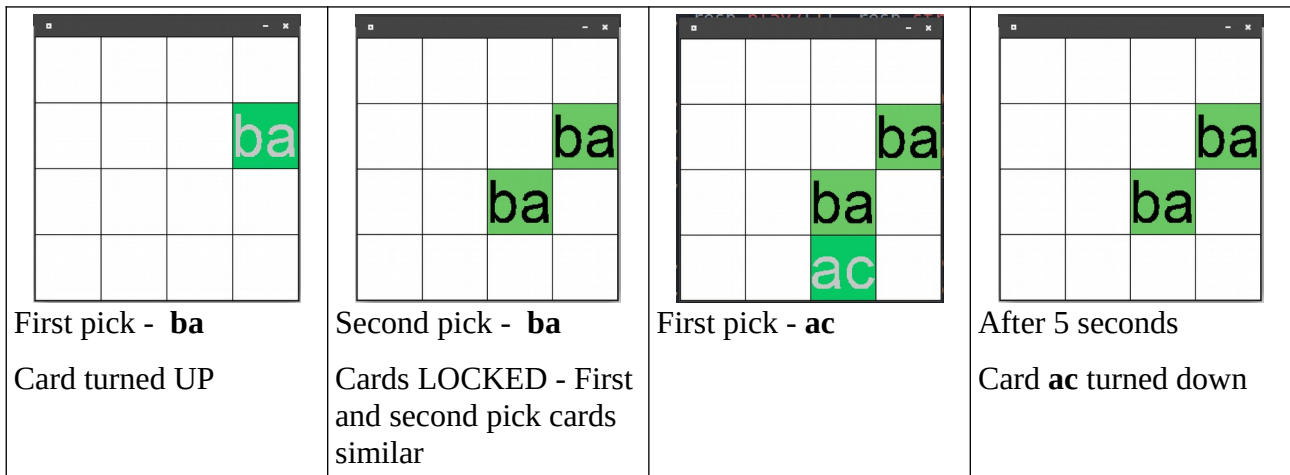 ba
First pick - ba
Card turned UP
ba
ba
Second pick - ba
Cards LOCKED - First
and second pick cards
similar
ba
ba
ac
First pick - ac
ba
ba
After 5 seconds
Card ac turned down